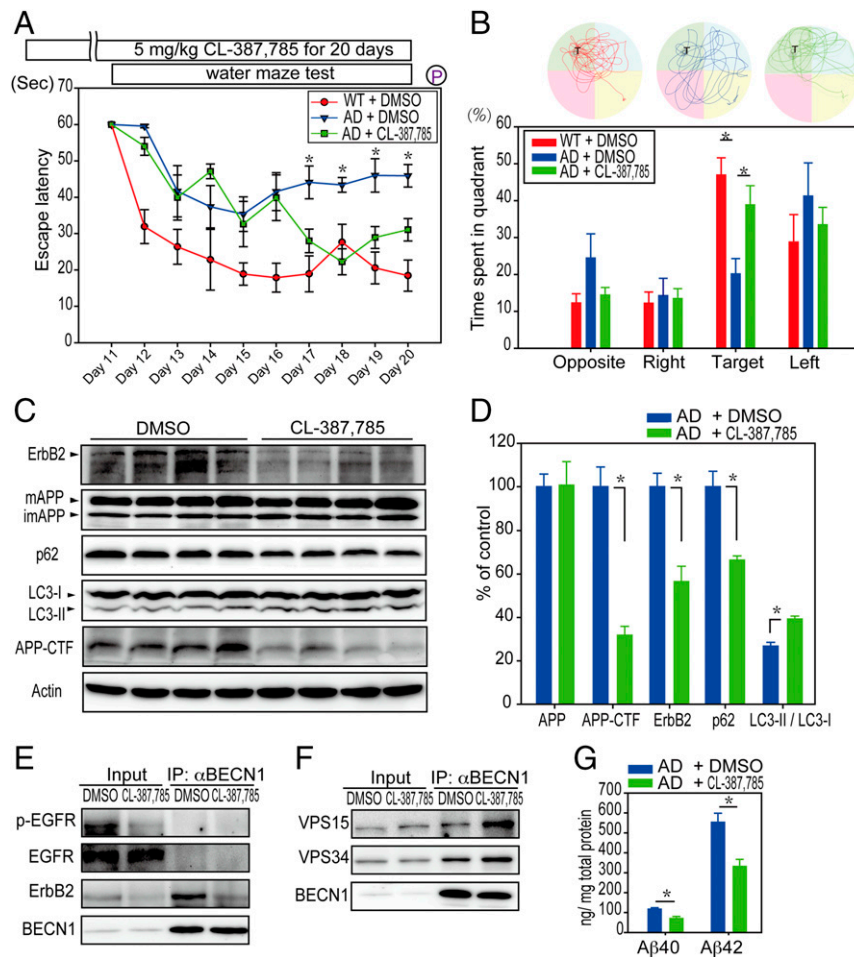 A
5 mg/kg CL-387,785 for 20 days
water maze test
P
(Sec)
WT + DMSO
AD + DMSO
AD + CL-387,785
Escape latency
70
60
50
40
30
20
10
0
* * * *
Day 11 Day 12 Day 13 Day 14 Day 15 Day 16 Day 17 Day 18 Day 19 Day 20
B
T T T
(%)
WT + DMSO
AD + DMSO
AD + CL-387,785
* *
Time spent in quadrant
60
50
40
30
20
10
0
Opposite Right Target Left
C
DMSO CL-387,785
ErbB2
mAPP
imAPP
p62
LC3-I
LC3-II
APP-CTF
Actin
D
AD + DMSO
AD + CL-387,785
% of control
120
100
80
60
40
20
0
* * * *
APP APP-CTF ErbB2 p62 LC3-II / LC3-I
E
Input IP: αBECN1
DMSO CL-387,785 DMSO CL-387,785
p-EGFR
EGFR
ErbB2
BECN1
F
Input IP: αBECN1
DMSO CL-387,785 DMSO CL-387,785
VPS15
VPS34
BECN1
G
AD + DMSO
AD + CL-387,785
ng/ mg total protein
700
600
500
400
300
200
100
0
* *
Aβ40 Aβ42